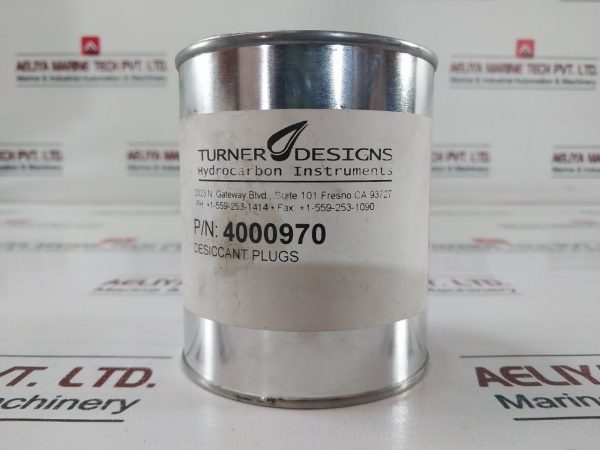 AELIYA MARINE TECH PVT. LTD.
Marine & Industrial Automation & Machinery
TURNER DESIGNS
Hydrocarbon Instruments
2023 N. Gateway Blvd., Suite 101 Fresno CA 93727
PH: +1-559-253-1414 • Fax: +1-559-253-1090
P/N: 4000970
DESICCANT PLUGS
VT. LTD.
achinery
AELIYA
Marine